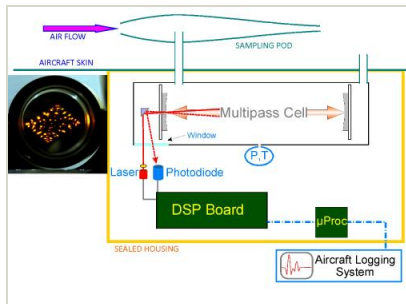 AIR FLOW
SAMPLING POD
AIRCRAFT SKIN
Multipass Cell
Window
P,T
Laser
Photodiode
DSP Board
µProc
SEALED HOUSING
Aircraft Logging
System